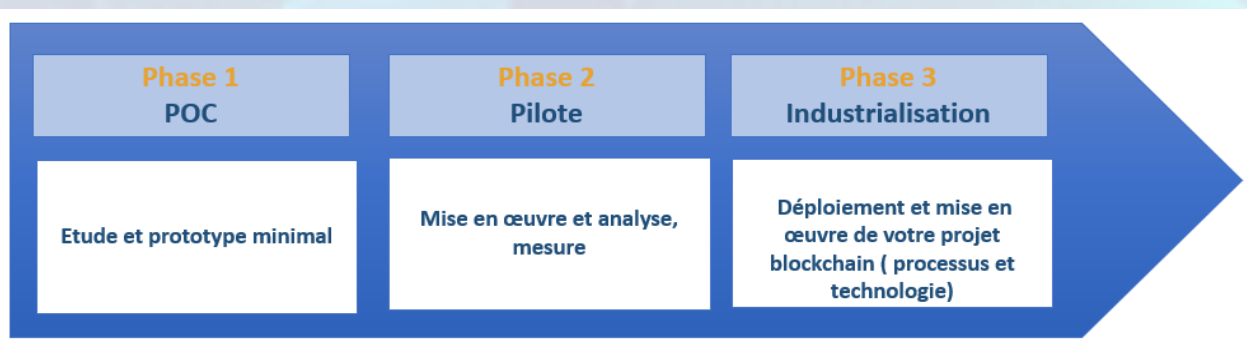 Phase 1
POC
Phase 2
Pilote
Phase 3
Industrialisation
Etude et prototype minimal
Mise en œuvre et analyse,
mesure
Déploiement et mise en
œuvre de votre projet
blockchain ( processus et
technologie)